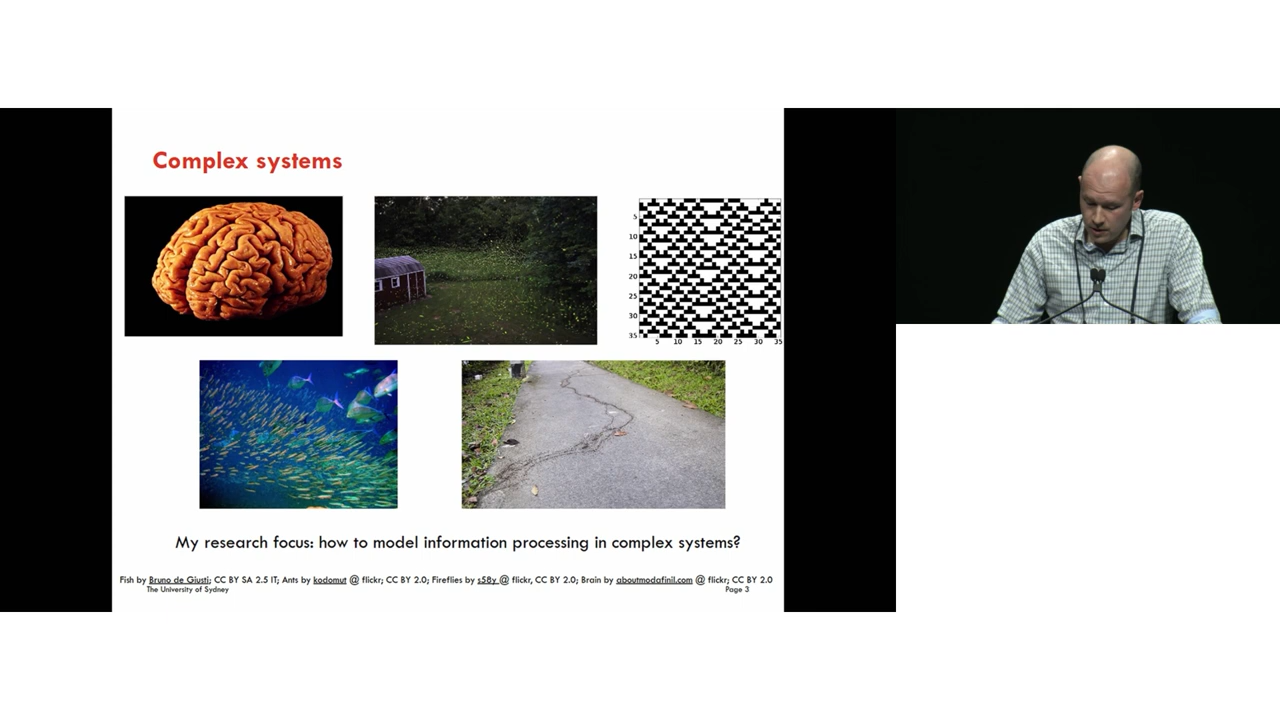 Complex systems
5
10
15
20
25
30
35
5 10 15 20 25 30 35
My research focus: how to model information processing in complex systems?
Fish by Bruno de Giusti; CC BY SA 2.5 IT; Ants by kodomut @ flickr; CC BY 2.0; Fireflies by s58y @ flickr, CC BY 2.0; Brain by aboutmodafinil.com @ flickr; CC BY 2.0
The University of Sydney
Page 3